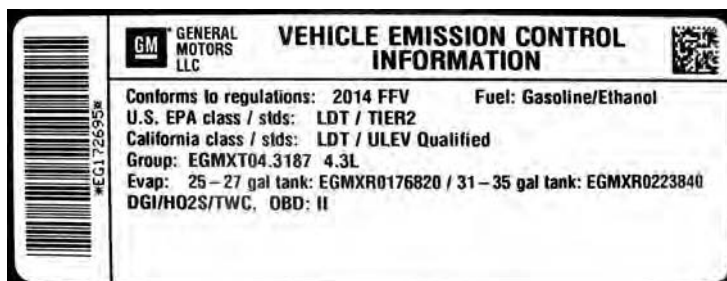 *EG172695*
GM
GENERAL
MOTORS
LLC
VEHICLE EMISSION CONTROL
INFORMATION
Conforms to regulations: 2014 FFV Fuel: Gasoline/Ethanol
U.S. EPA class / stds: LDT / TIER2
California class / stds: LDT / ULEV Qualified
Group: EGMXT04.3187 4.3L
Evap: 25-27 gal tank: EGMXR0176820 / 31-35 gal tank: EGMXR0223840
DGI/HO2S/TWC, OBD: II